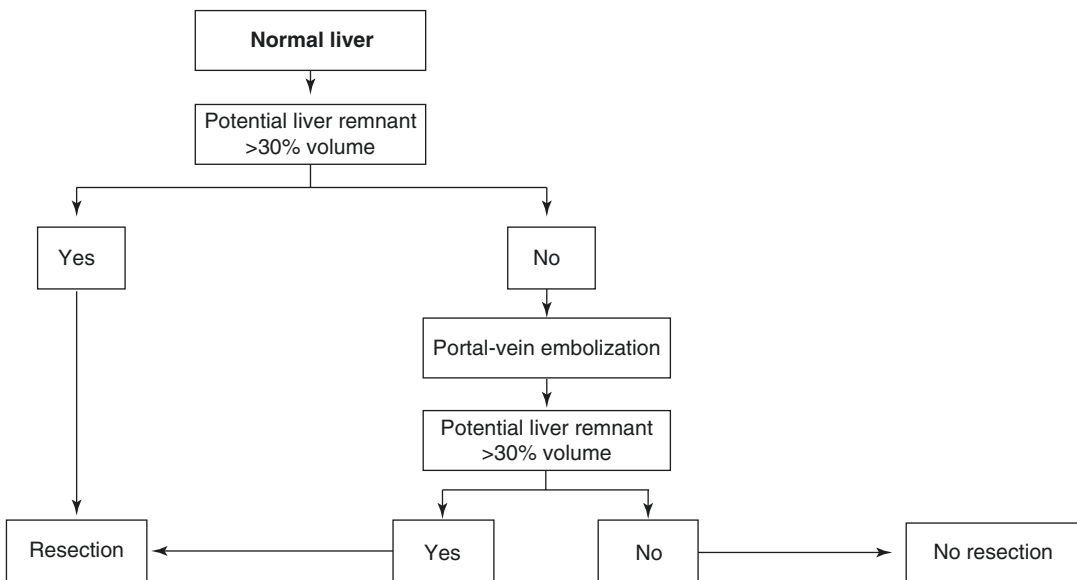 Normal liver
Potential liver remnant
>30% volume
Yes
No
Portal-vein embolization
Potential liver remnant
>30% volume
Resection
Yes
No
No resection